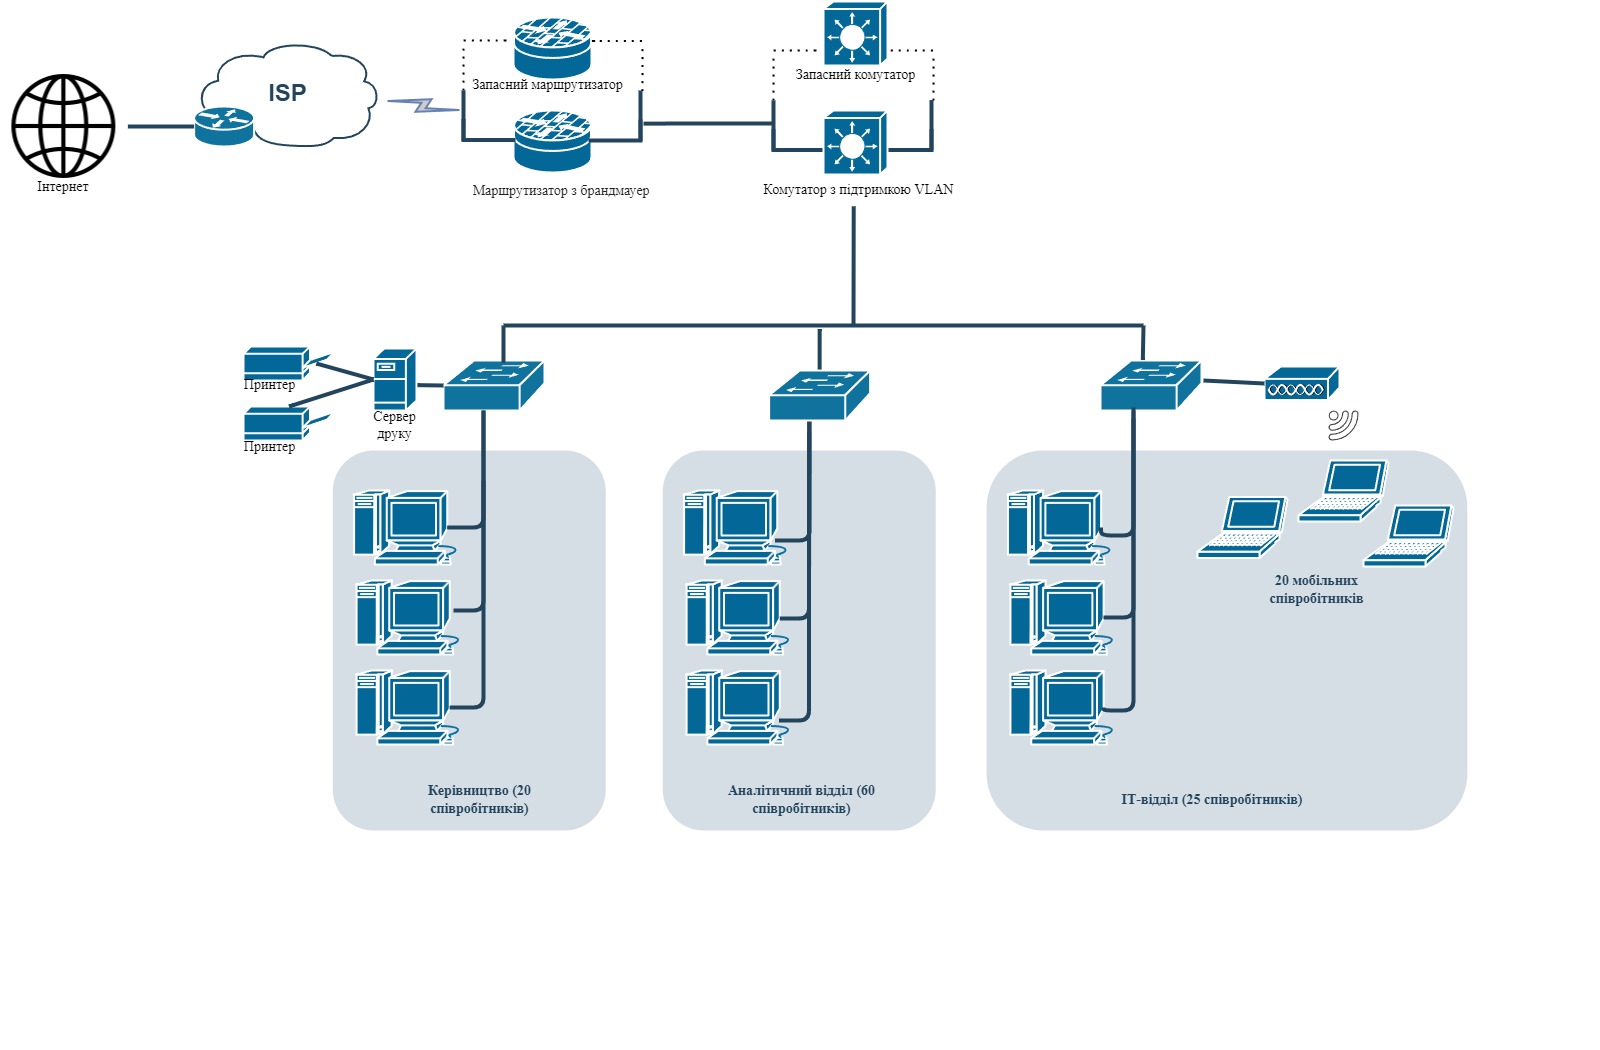 ISP
Інтернет
Запасний маршрутизатор
Маршрутизатор з брандмауер
Запасний комутатор
Комутатор з підтримкою VLAN
Принтер
Принтер
Сервер
друку
20 мобільних
співробітників
Керівництво (20
співробітників)
Аналітичний відділ (60
співробітників)
ІТ-відділ (25 співробітників)